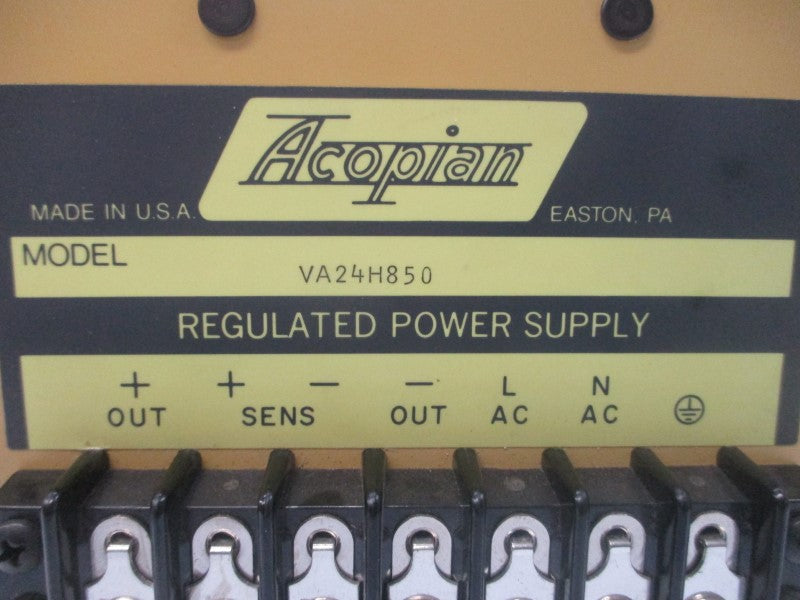 Acopian
MADE IN U.S.A. EASTON, PA
MODEL VA24H850
REGULATED POWER SUPPLY
+ + − − L N
OUT SENS OUT AC AC